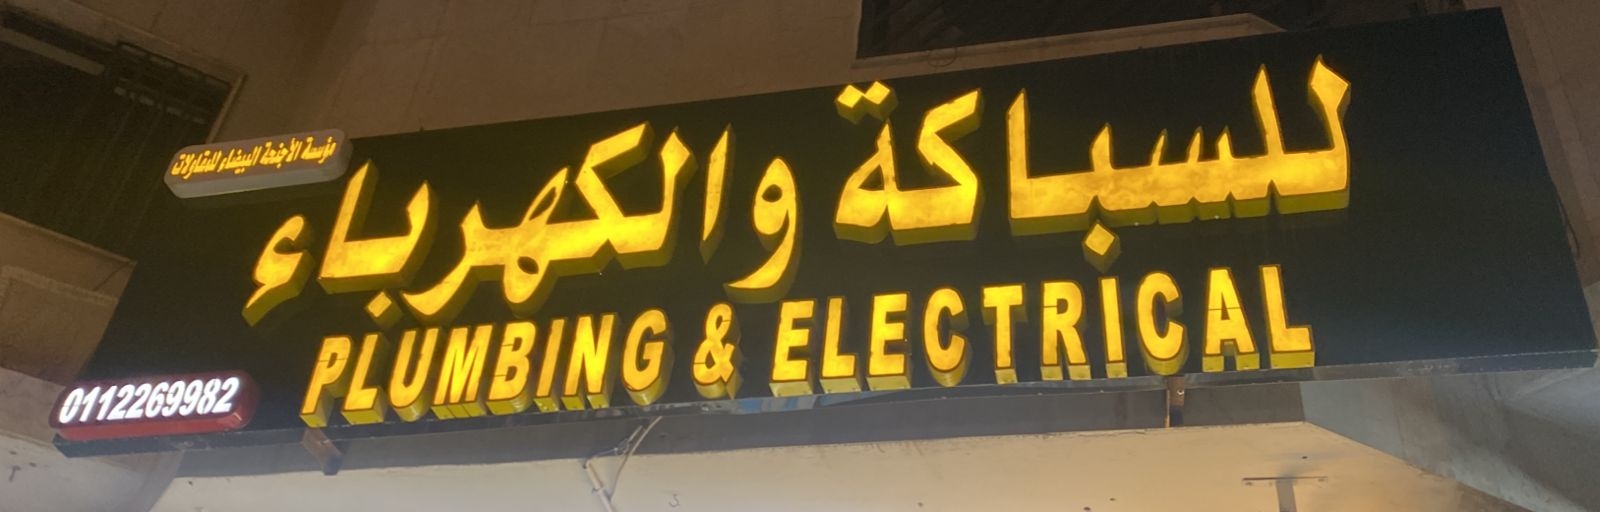 للسباكة والكهرباء
مؤسسة الأجنحة البيضاء للمقاولات
PLUMBING & ELECTRICAL
0112269982